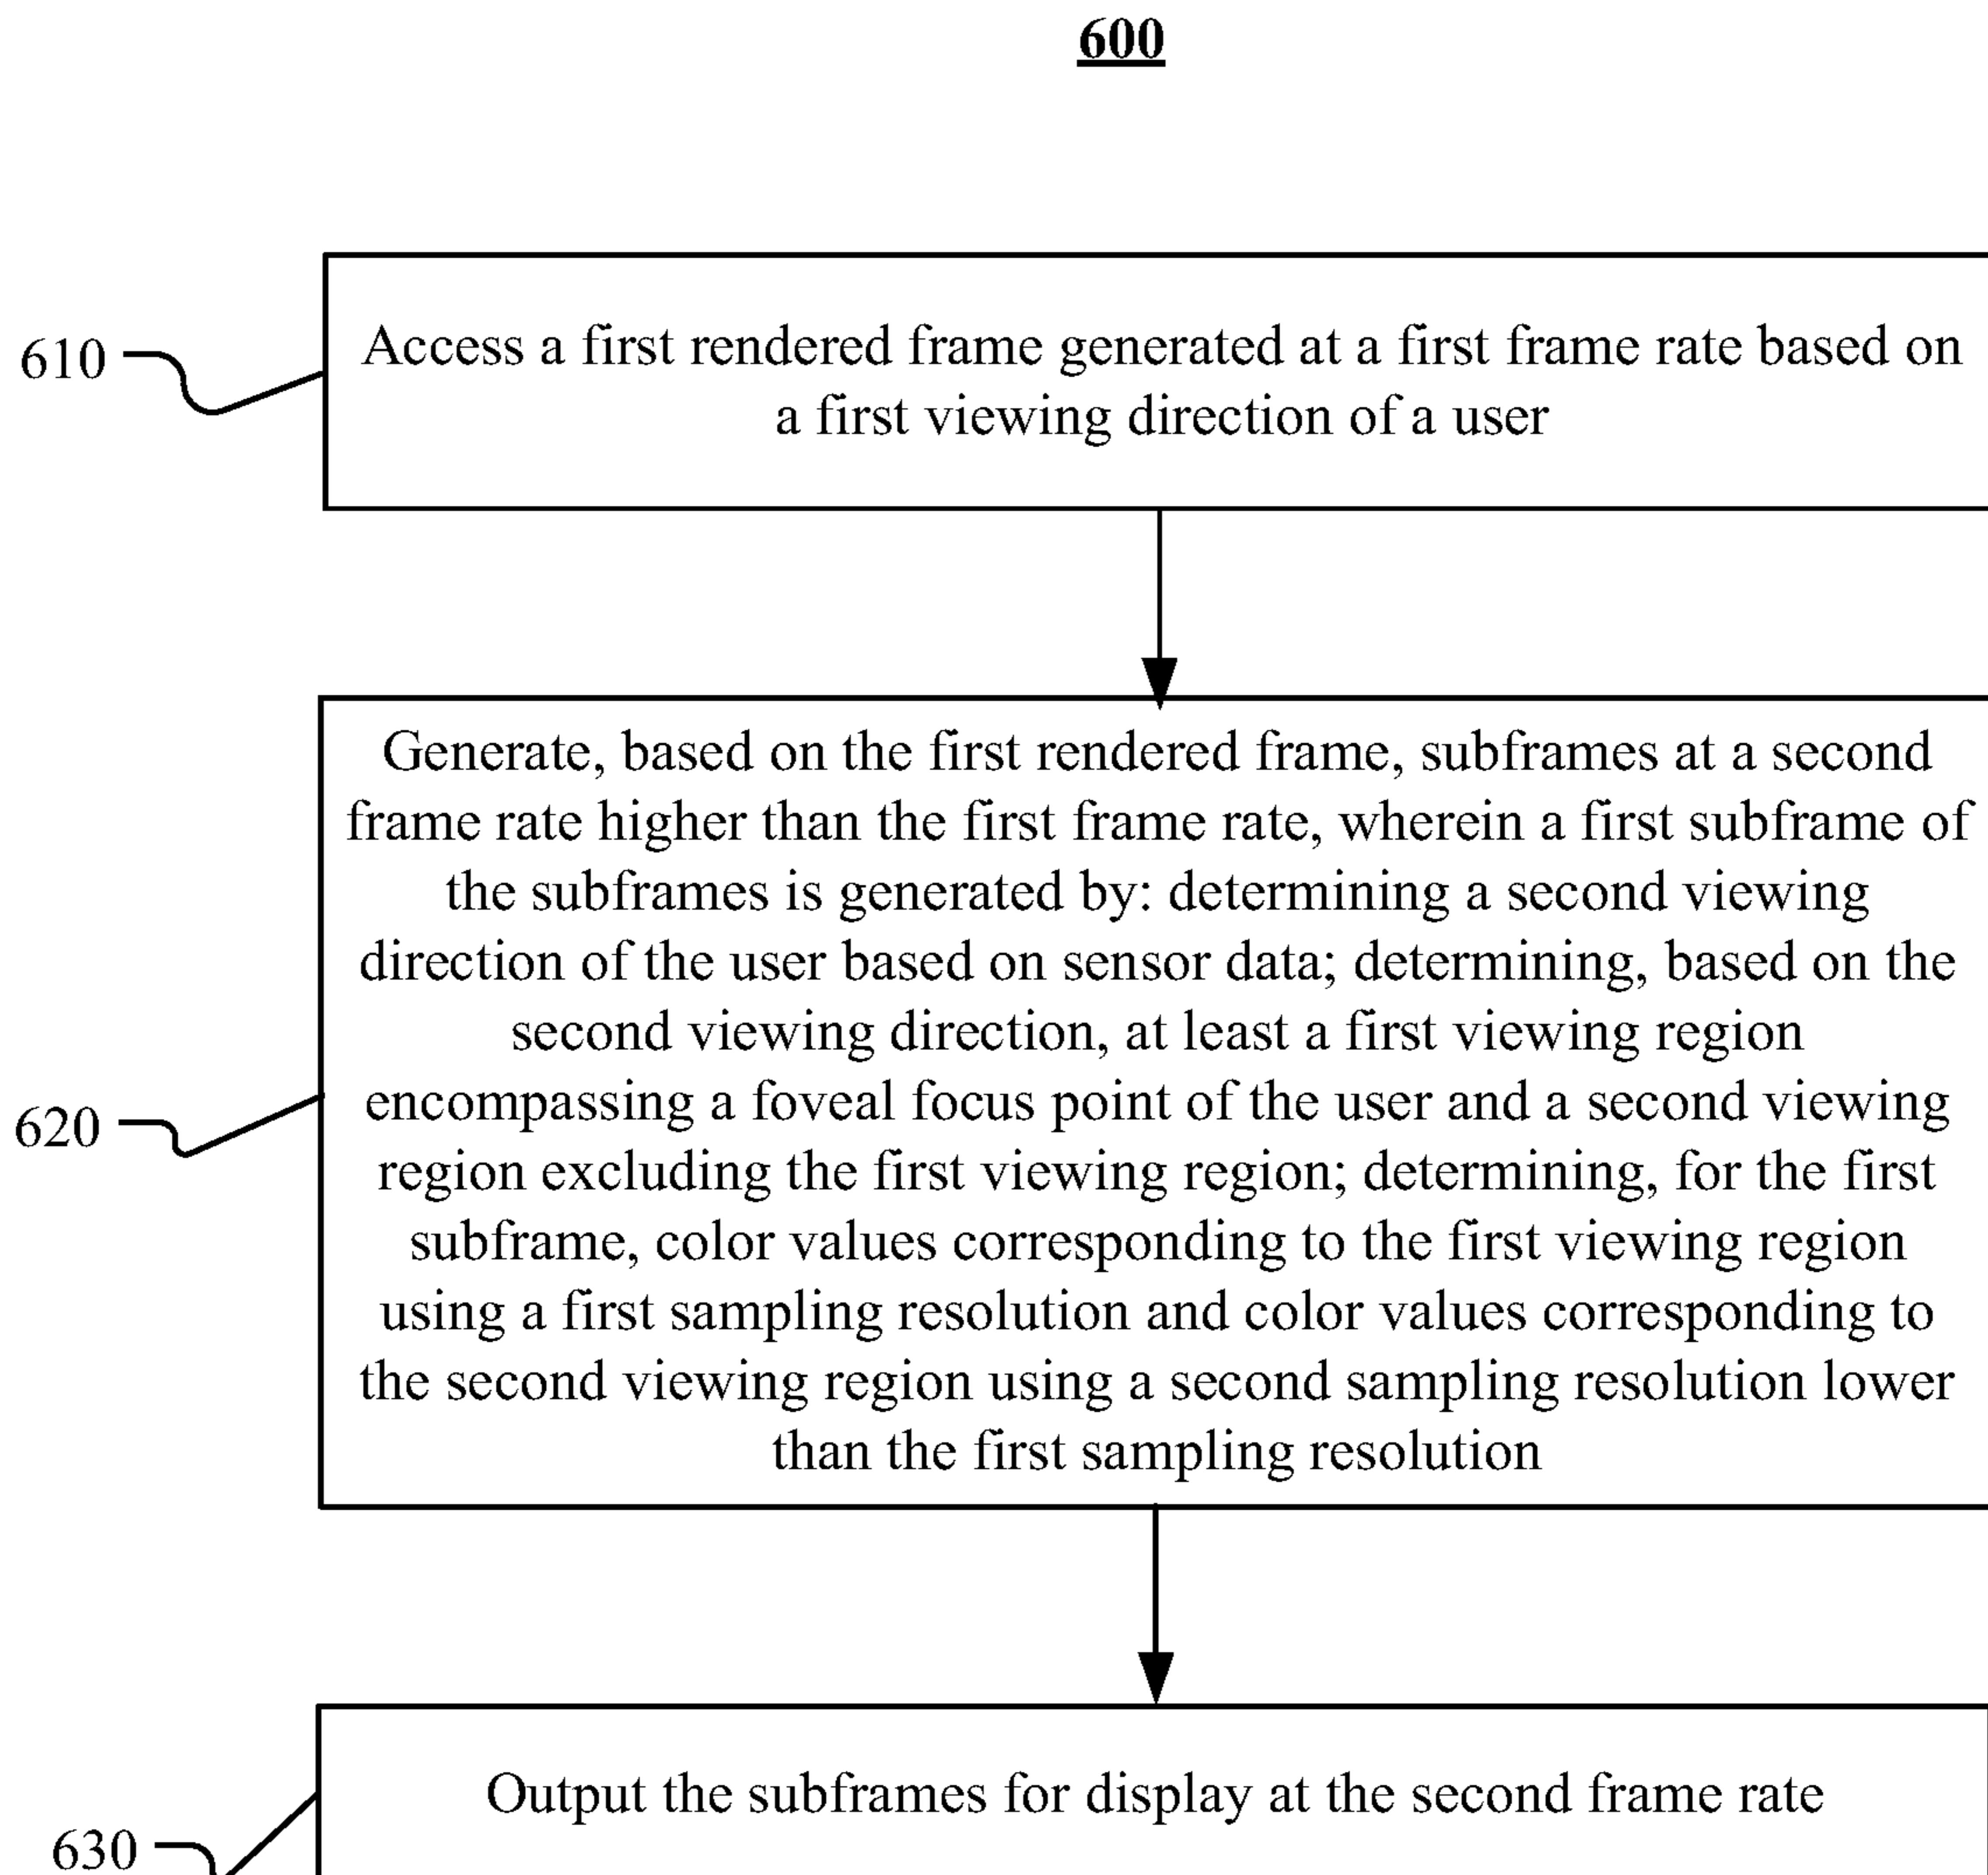 600
610
Access a first rendered frame generated at a first frame rate based on
a first viewing direction of a user
620
Generate, based on the first rendered frame, subframes at a second
frame rate higher than the first frame rate, wherein a first subframe of
the subframes is generated by: determining a second viewing
direction of the user based on sensor data; determining, based on the
second viewing direction, at least a first viewing region
encompassing a foveal focus point of the user and a second viewing
region excluding the first viewing region; determining, for the first
subframe, color values corresponding to the first viewing region
using a first sampling resolution and color values corresponding to
the second viewing region using a second sampling resolution lower
than the first sampling resolution
630
Output the subframes for display at the second frame rate